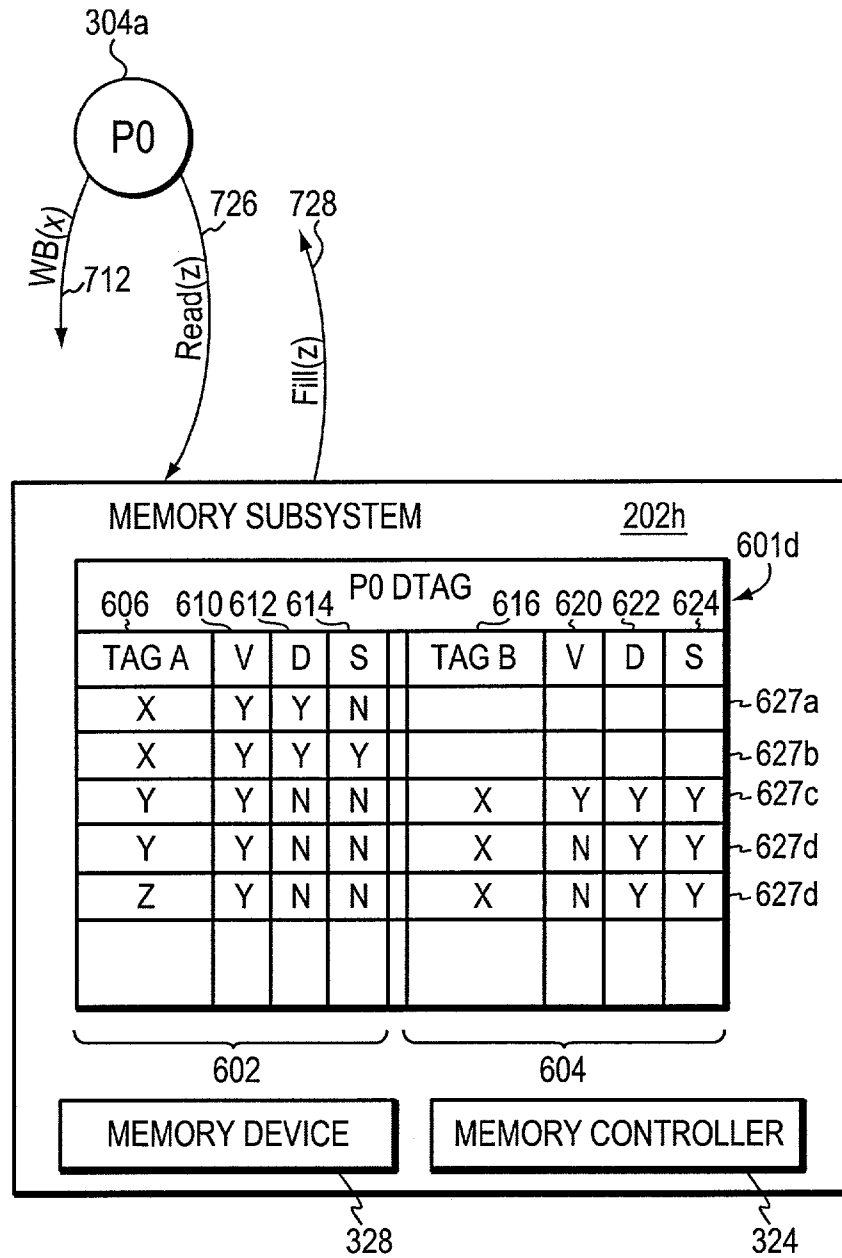 304a
P0
726
728
WB(x)
712
Read(z)
Fill(z)
MEMORY SUBSYSTEM 202h
601d
P0 DTAG
606 610 612 614 616 620 622 624
TAG A V D S TAG B V D S
X Y Y N 627a
X Y Y Y 627b
Y Y N N X Y Y Y 627c
Y Y N N X N Y Y 627d
Z Y N N X N Y Y 627d
602 604
MEMORY DEVICE MEMORY CONTROLLER
328 324